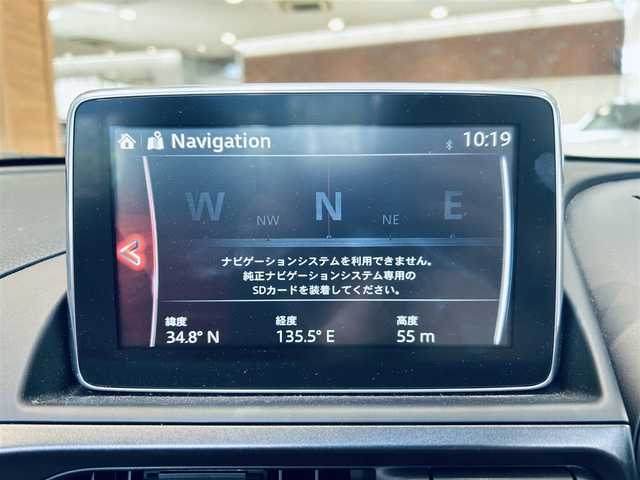 Navigation 10:19
W NW N NE E
ナビゲーションシステムを利用できません。
純正ナビゲーションシステム専用の
SDカードを装着してください。
緯度 経度 高度
34.8° N 135.5° E 55 m